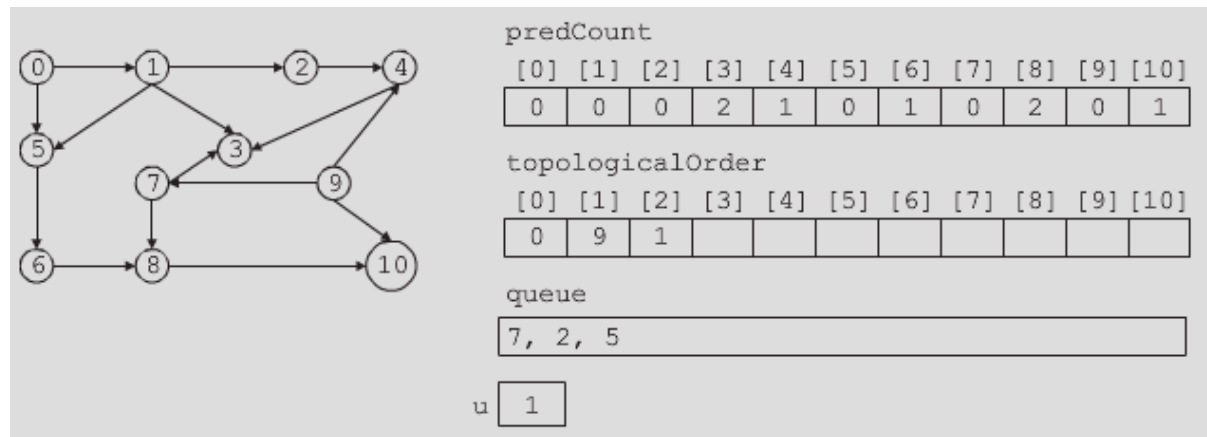 0 1 2 4
5 3
7 9
6 8 10
predCount
[0] [1] [2] [3] [4] [5] [6] [7] [8] [9] [10]
0 0 0 2 1 0 1 0 2 0 1
topologicalOrder
[0] [1] [2] [3] [4] [5] [6] [7] [8] [9] [10]
0 9 1
queue
7, 2, 5
u 1